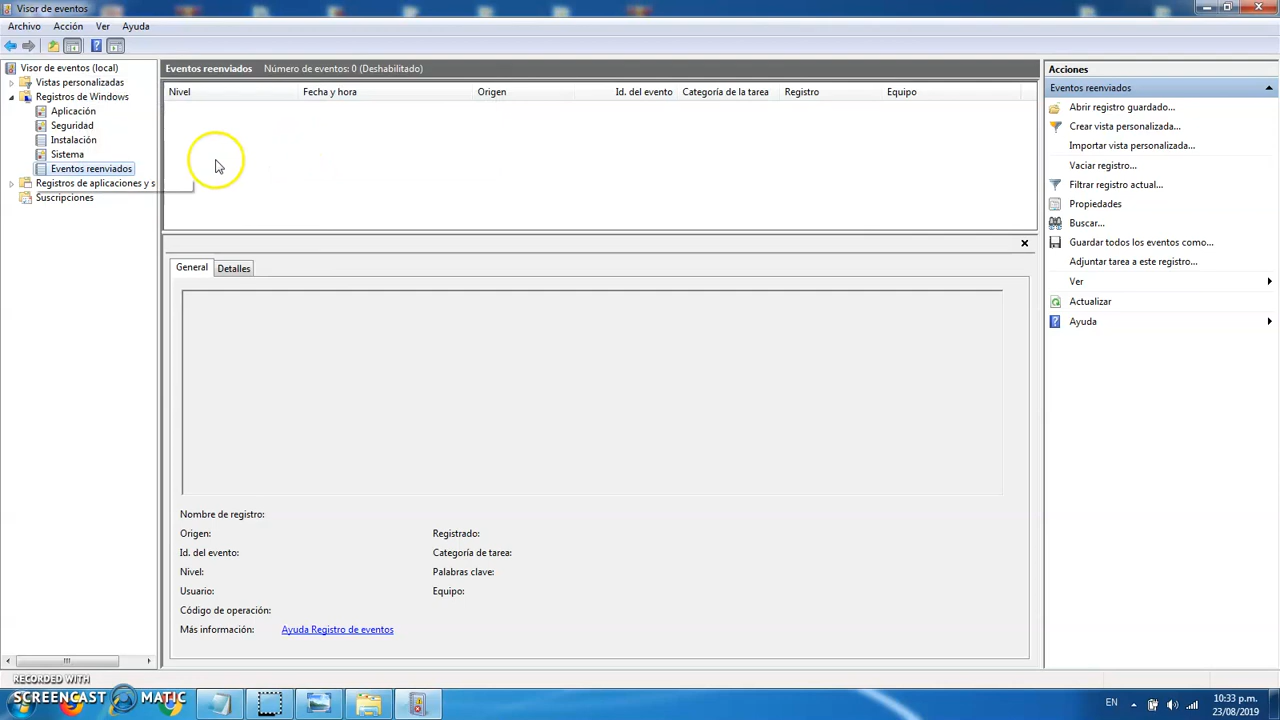 Visor de eventos
Archivo Acción Ver Ayuda
Visor de eventos (local)
Vistas personalizadas
Registros de Windows
Aplicación
Seguridad
Instalación
Sistema
Eventos reenviados
Registros de aplicaciones y s
Suscripciones
Eventos reenviados Número de eventos: 0 (Deshabilitado)
Nivel Fecha y hora Origen Id. del evento Categoría de la tarea Registro Equipo
General Detalles
Nombre de registro:
Origen: Registrado:
Id. del evento: Categoría de tarea:
Nivel: Palabras clave:
Usuario: Equipo:
Código de operación:
Más información: Ayuda Registro de eventos
Acciones
Eventos reenviados
Abrir registro guardado...
Crear vista personalizada...
Importar vista personalizada...
Vaciar registro...
Filtrar registro actual...
Propiedades
Buscar...
Guardar todos los eventos como...
Adjuntar tarea a este registro...
Ver
Actualizar
Ayuda
RECORDED WITH
SCREENCAST MATIC
EN
10:33 p.m.
23/08/2019